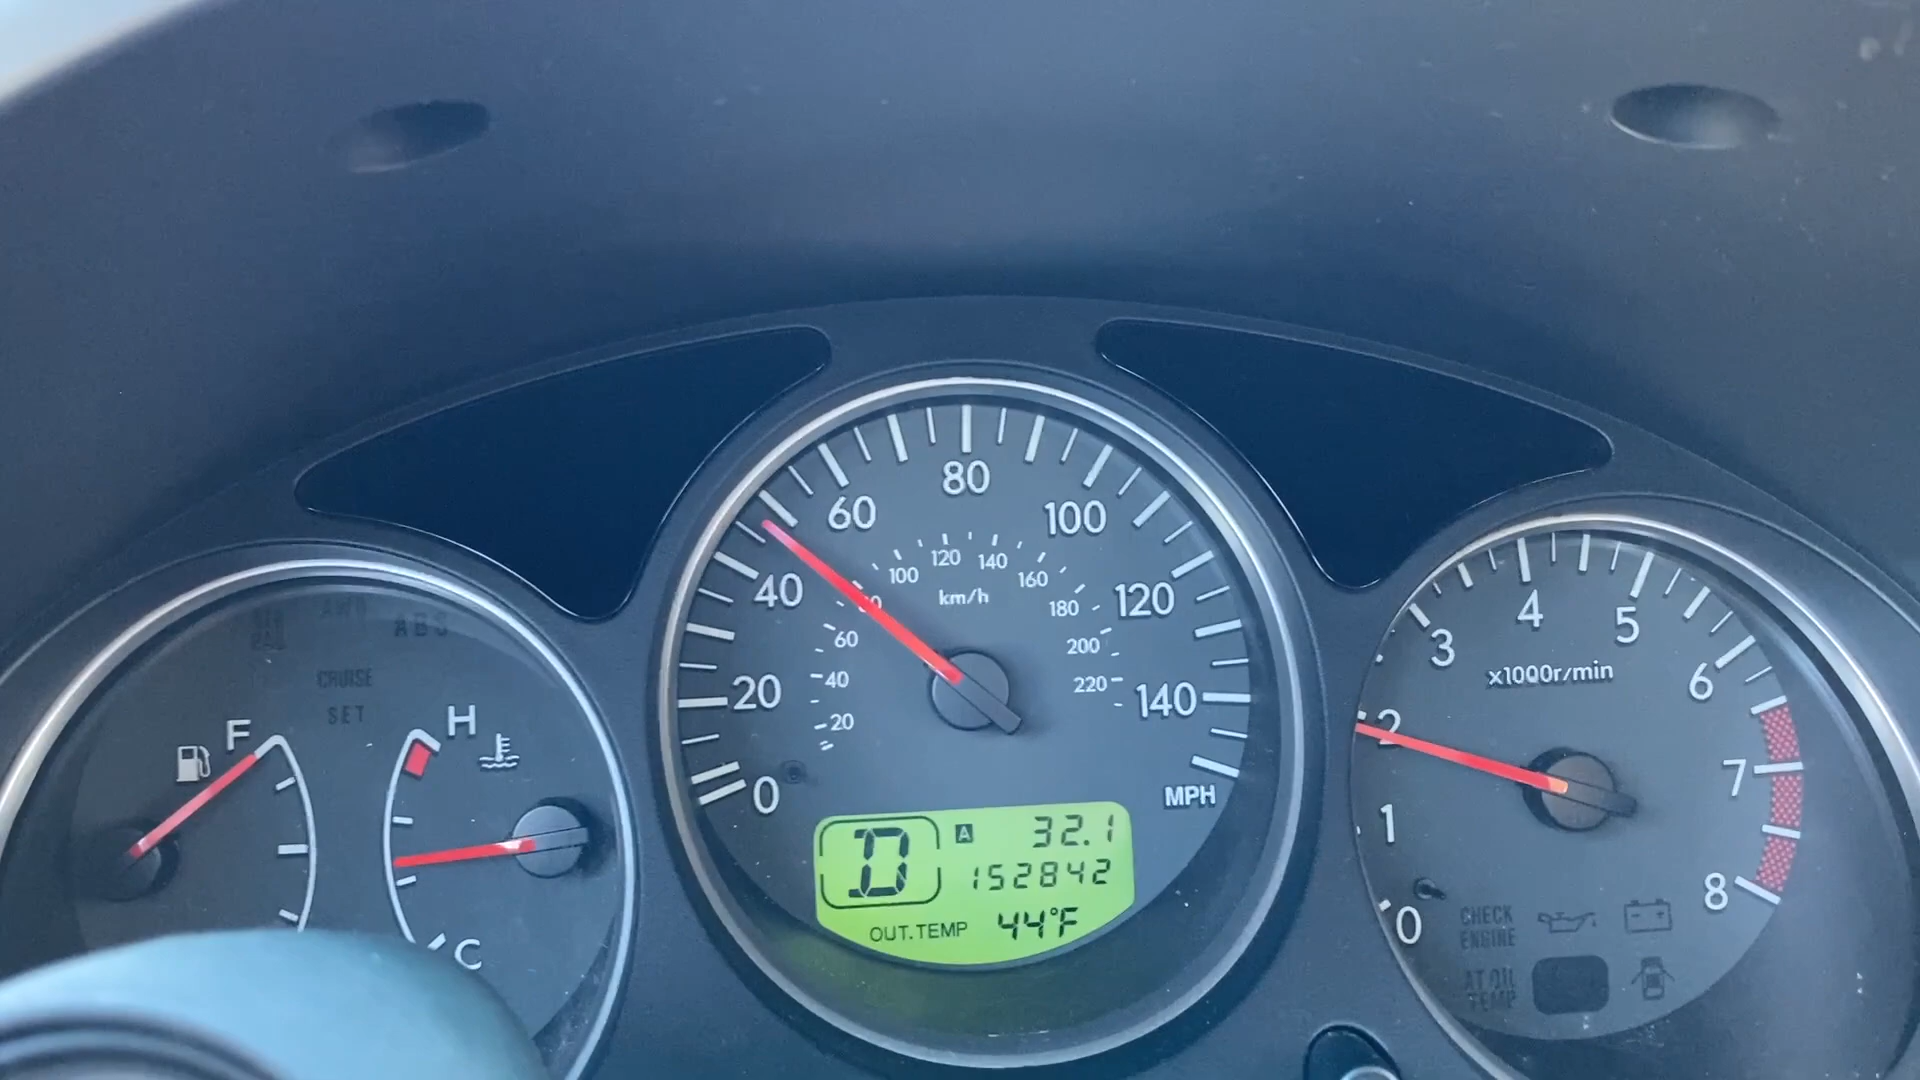 80
60
100
120
140
100
160
40
km/h
80
180
120
4
5
3
AWD
ABS
60
200
x1000r/min
CRUISE
SET
6
40
220
20
140
F
H
20
2
7
0
MPH
1
D
A
32.1
152842
8
OUT.TEMP
44°F
0
CHECK
ENGINE
C
AT OIL
TEMP